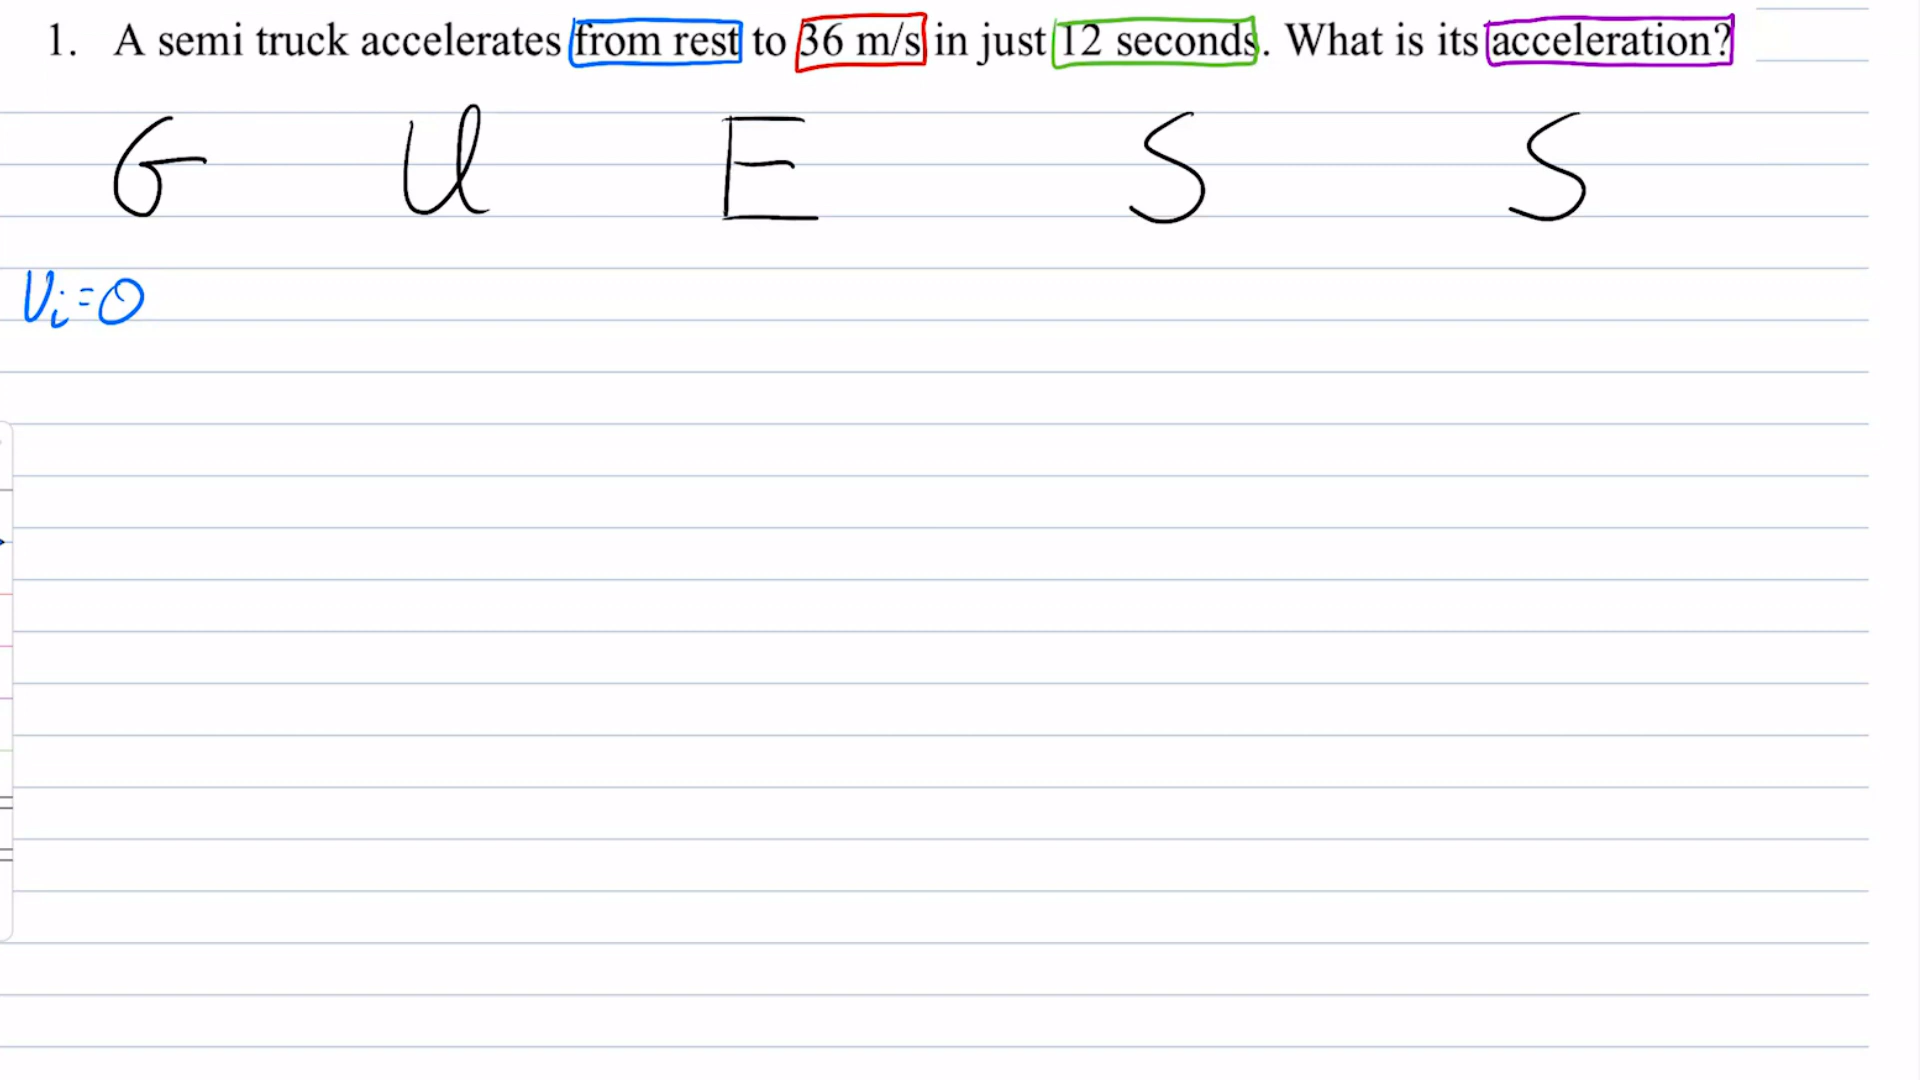 1. A semi truck accelerates from rest to 36 m/s in just 12 seconds. What is its acceleration?
G U E S S
Vi=0